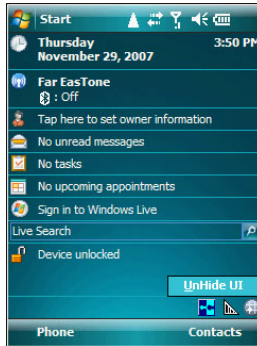 Start
Thursday 3:50 PM
November 29, 2007
Far EasTone
: Off
Tap here to set owner information
No unread messages
No tasks
No upcoming appointments
Sign in to Windows Live
Live Search
Device unlocked
UnHide UI
Phone Contacts